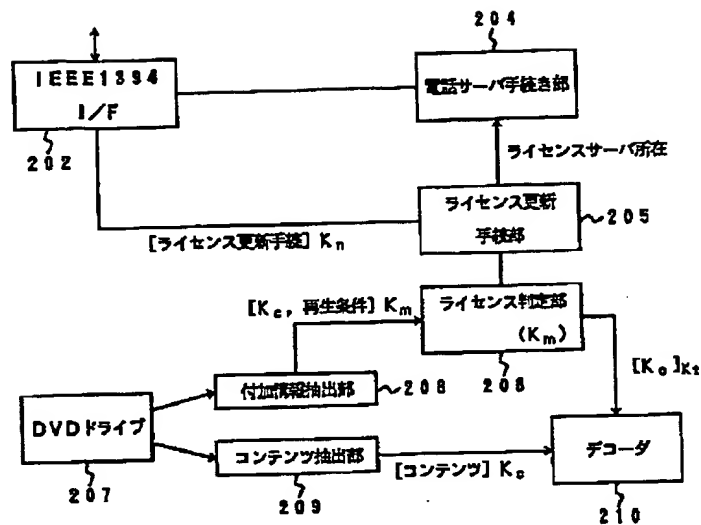 204
IEEE1394
I/F
電話サーバ手続き部
202
ライセンスサーバ所在
ライセンス更新
手続部
205
[ライセンス更新手続] Kn
[Kc, 再生条件] Km
ライセンス判定部
(Km)
208
付加情報抽出部
208
[Kc]Kt
DVDドライブ
コンテンツ抽出部
[コンテンツ] Kc
デコーダ
207
209
210